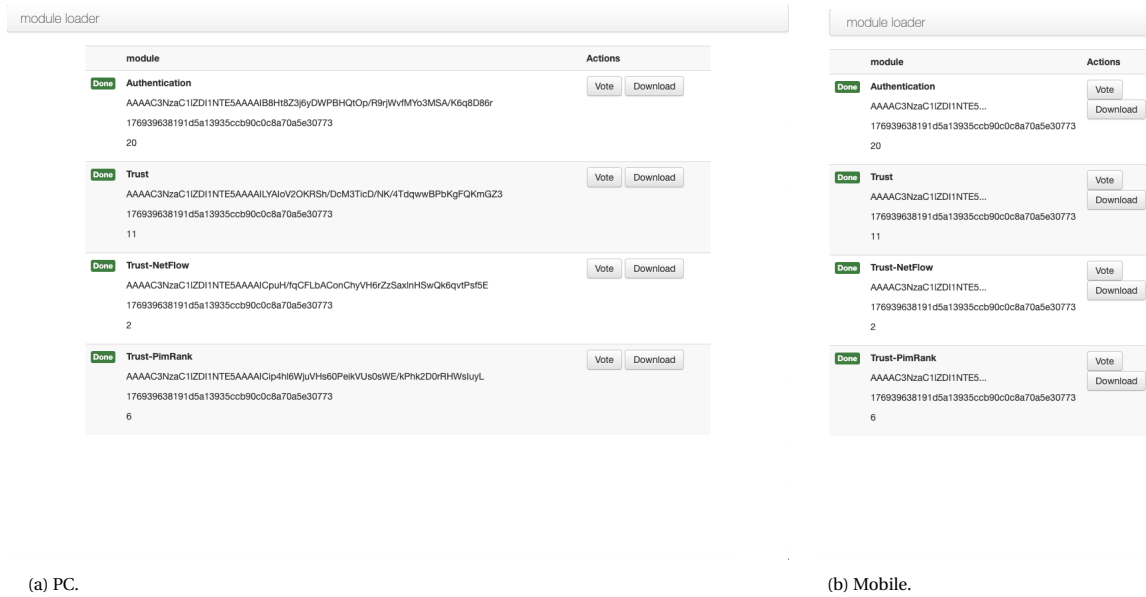 module loader
module Actions
Done Authentication Vote Download
AAAAC3NzaC1lZDI1NTE5AAAAIB8Ht8Z3j6yDWPBHQtOp/R9rjWvfMYo3MSA/K6q8D86r
176939638191d5a13935ccb90c0c8a70a5e30773
20
Done Trust Vote Download
AAAAC3NzaC1lZDI1NTE5AAAAILYAIoV2OKRSh/DcM3TicD/NK/4TdqwwBPbKgFQKmGZ3
176939638191d5a13935ccb90c0c8a70a5e30773
11
Done Trust-NetFlow Vote Download
AAAAC3NzaC1lZDI1NTE5AAAAICpuH/fqCFLbAConChyVH6rZzSaxlnHSwQk6qvtPsf5E
176939638191d5a13935ccb90c0c8a70a5e30773
2
Done Trust-PimRank Vote Download
AAAAC3NzaC1lZDI1NTE5AAAAICip4hl6WjuVHs60PeikVUs0sWE/kPhk2D0rRHWsluyL
176939638191d5a13935ccb90c0c8a70a5e30773
6
(a) PC.
module loader
module Actions
Done Authentication Vote
AAAAC3NzaC1lZDI1NTE5... Download
176939638191d5a13935ccb90c0c8a70a5e30773
20
Done Trust Vote
AAAAC3NzaC1lZDI1NTE5... Download
176939638191d5a13935ccb90c0c8a70a5e30773
11
Done Trust-NetFlow Vote
AAAAC3NzaC1lZDI1NTE5... Download
176939638191d5a13935ccb90c0c8a70a5e30773
2
Done Trust-PimRank Vote
AAAAC3NzaC1lZDI1NTE5... Download
176939638191d5a13935ccb90c0c8a70a5e30773
6
(b) Mobile.